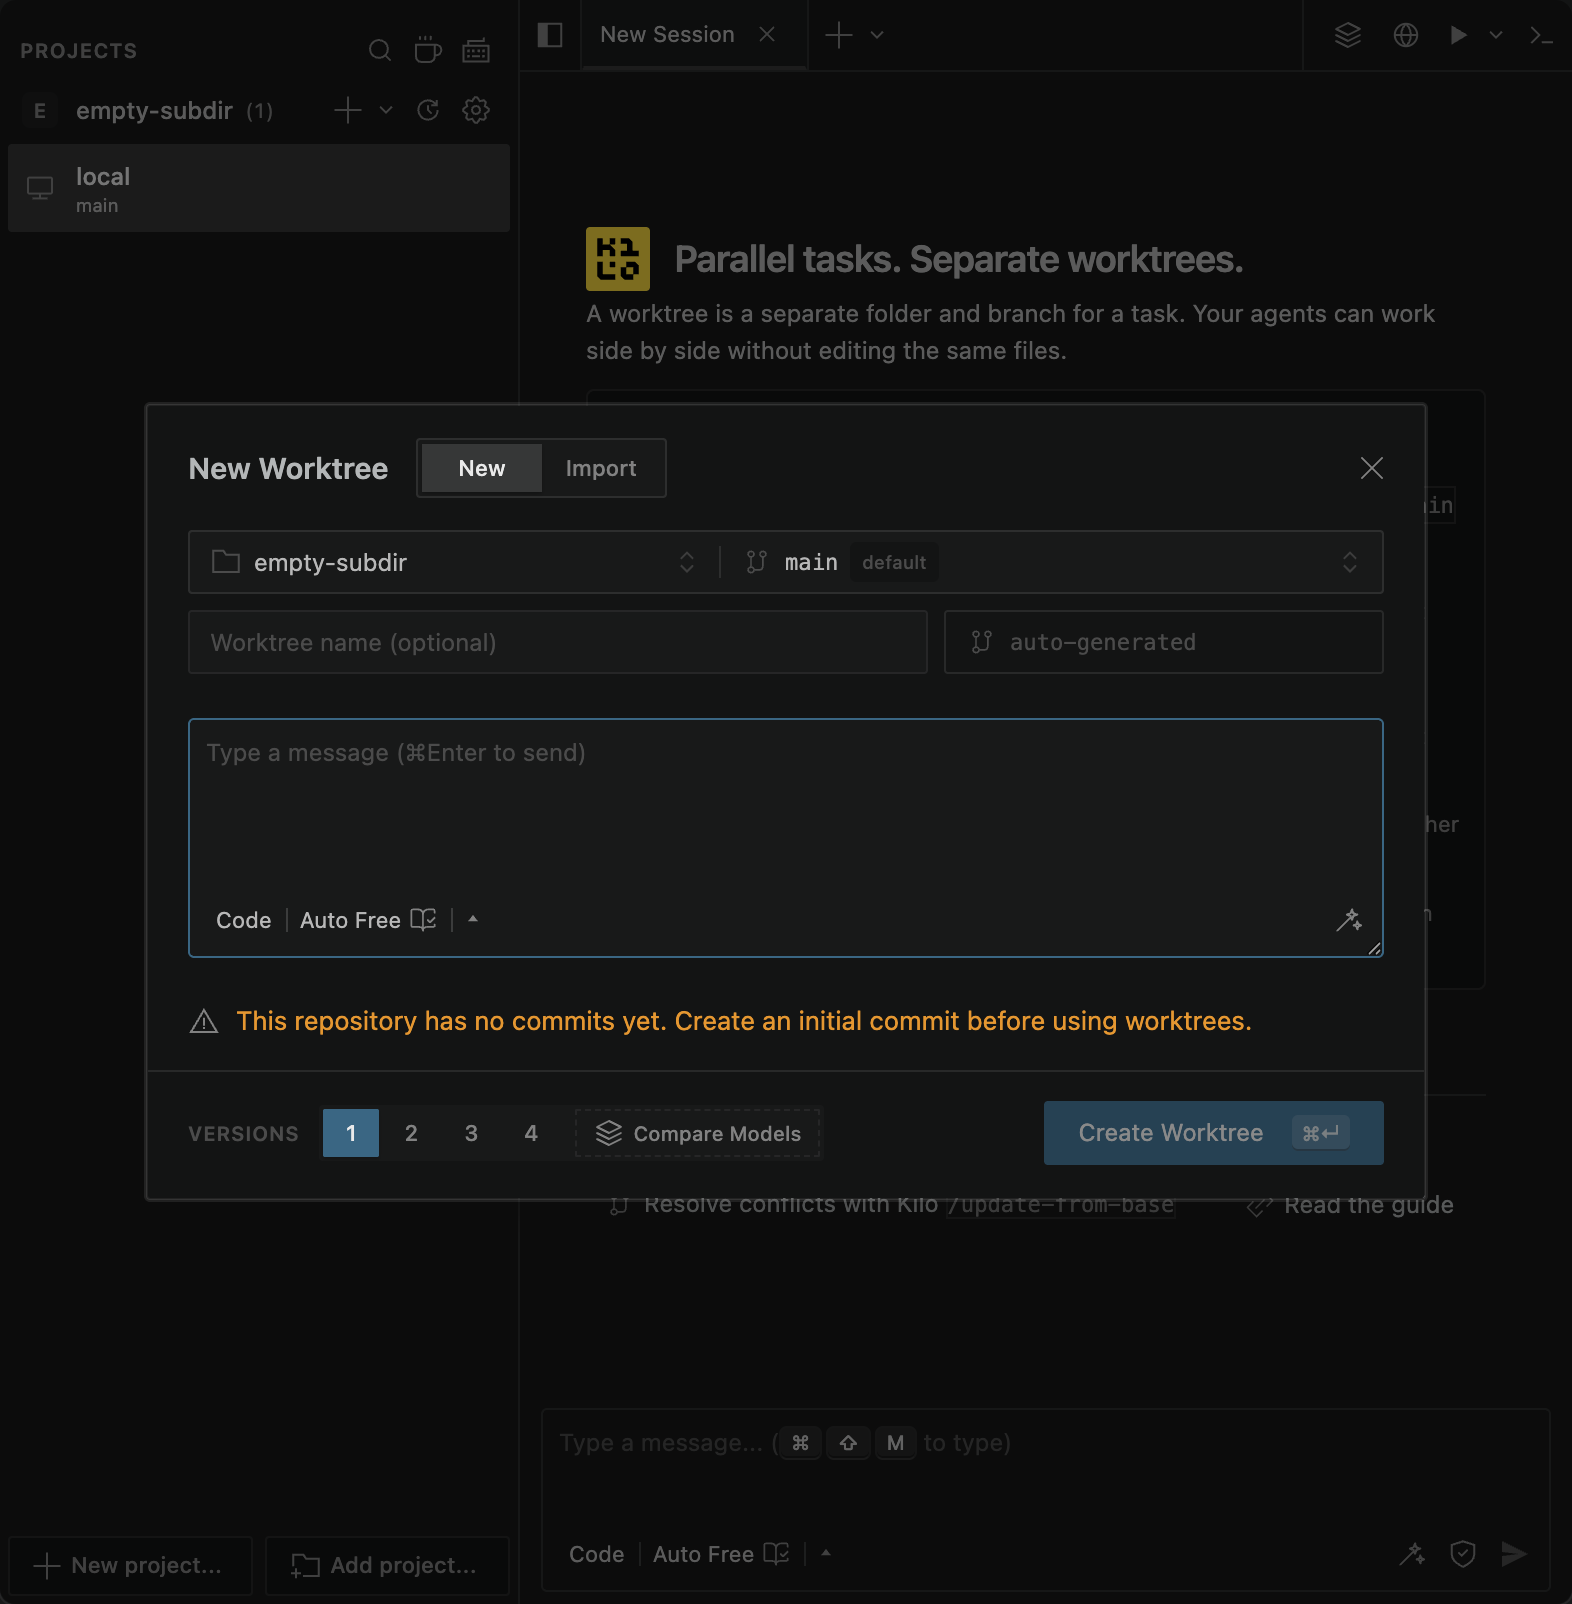 PROJECTS
New Session
E
empty-subdir (1)
local
main
Kilo
Parallel tasks. Separate worktrees.
A worktree is a separate folder and branch for a task. Your agents can work
side by side without editing the same files.
New Worktree
New
Import
empty-subdir
main
default
Worktree name (optional)
auto-generated
Type a message (⌘Enter to send)
Code
Auto Free
This repository has no commits yet. Create an initial commit before using worktrees.
VERSIONS
1
2
3
4
Compare Models
Create Worktree ⌘↵
Resolve conflicts with Kilo /update-from-base
Read the guide
Type a message... (⌘ ⇧ M to type)
Code
Auto Free
New project...
Add project...